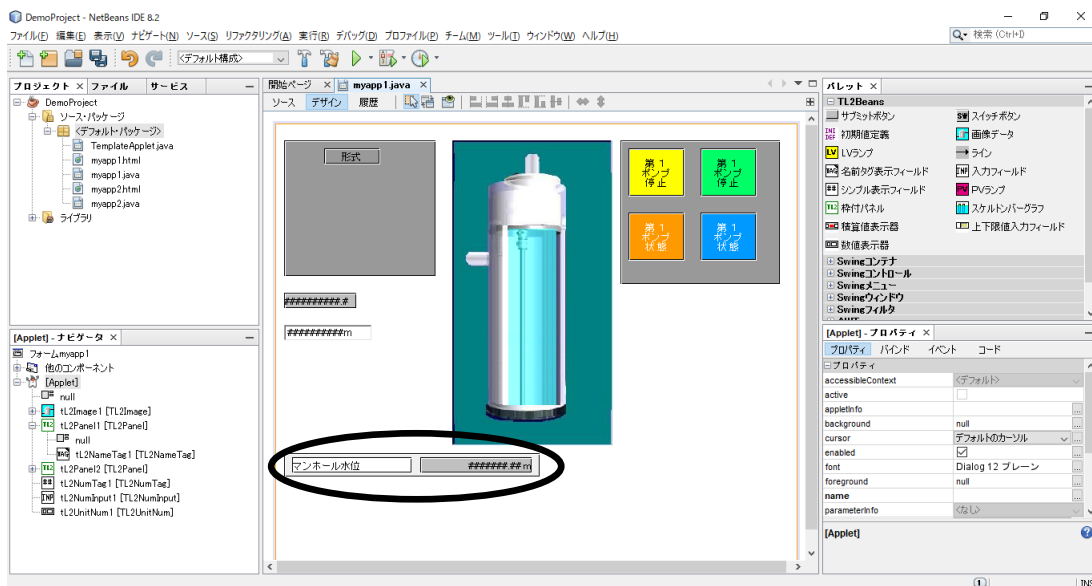 DemoProject - NetBeans IDE 8.2
ファイル(F) 編集(E) 表示(V) ナビゲート(N) ソース(S) リファクタリング(A) 実行(R) デバッグ(D) プロファイル(P) チーム(M) ツール(T) ウィンドウ(W) ヘルプ(H)
検索 (Ctrl+I)
<デフォルト構成>
プロジェクト × ファイル サービス
DemoProject
ソース・パッケージ
<デフォルト・パッケージ>
TemplateApplet.java
myapp1.html
myapp1.java
myapp2.html
myapp2.java
ライブラリ
[Applet] - ナビゲータ ×
フォームmyapp1
他のコンポーネント
[Applet]
null
tL2Image1 [TL2Image]
tL2Panel1 [TL2Panel]
null
tL2NameTag1 [TL2NameTag]
tL2Panel2 [TL2Panel]
tL2NumTag1 [TL2NumTag]
tL2NumInput1 [TL2NumInput]
tL2UnitNum1 [TL2UnitNum]
開始ページ × myapp1.java ×
ソース デザイン 履歴
形式
第1
ポンプ
停止
第1
ポンプ
停止
第1
ポンプ
状態
第1
ポンプ
状態
##########.#
##########m
マンホール水位 #######.## m
パレット ×
TL2Beans
サブミットボタン SW スイッチボタン
INI DEF 初期値定義 画像データ
LV LVランプ ライン
TAG 名前タグ表示フィールド INP 入力フィールド
## シンプル表示フィールド PV PVランプ
TL2 枠付パネル スケルトンバーグラフ
積算値表示器 上下限値入力フィールド
数値表示器
Swingコンテナ
Swingコントロール
Swingメニュー
Swingウィンドウ
Swingフィルタ
AWT
[Applet] - プロパティ ×
プロパティ バインド イベント コード
プロパティ
accessibleContext <デフォルト>
active
appletInfo
background null
cursor デフォルトのカーソル
enabled
font Dialog 12 プレーン
foreground null
name
parameterInfo <なし>
[Applet]
1 INS